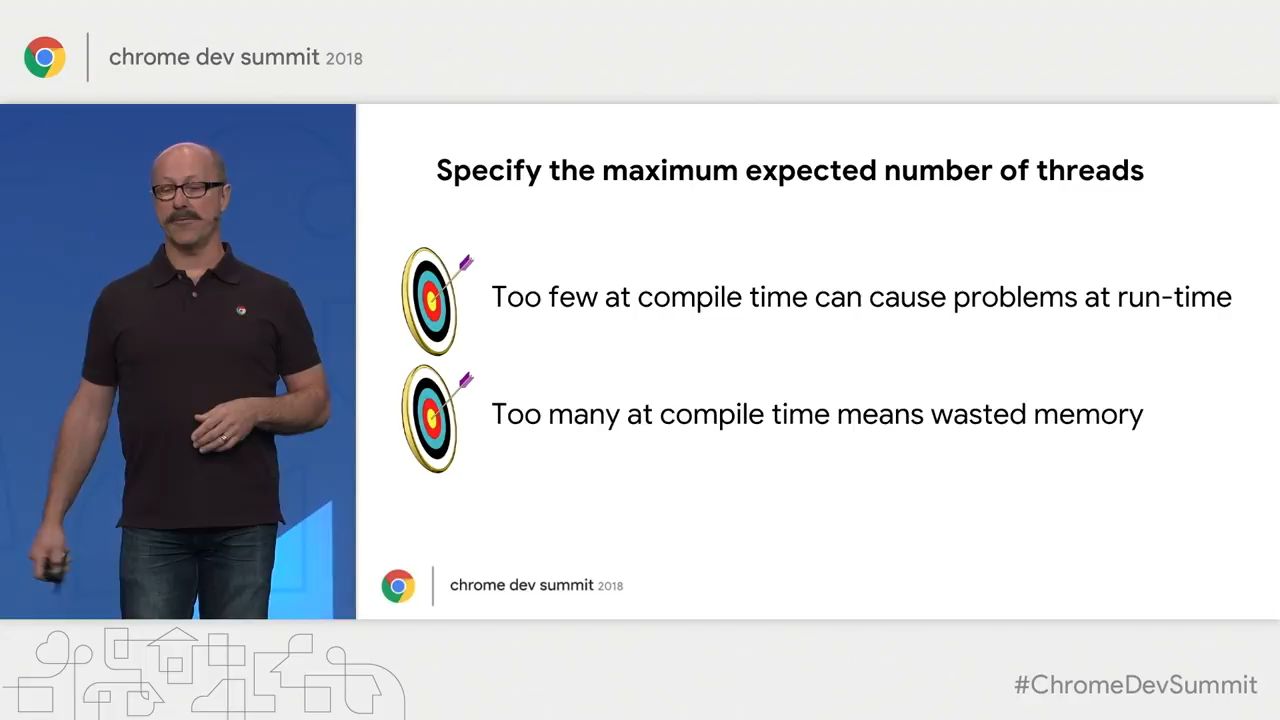 chrome dev summit 2018
Specify the maximum expected number of threads
Too few at compile time can cause problems at run-time
Too many at compile time means wasted memory
chrome dev summit 2018
#ChromeDevSummit